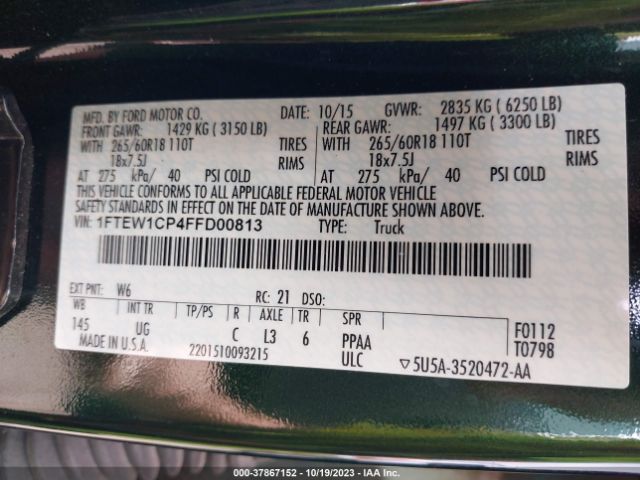 MFD. BY FORD MOTOR CO. DATE: 10/15 GVWR: 2835 KG ( 6250 LB)
FRONT GAWR: 1429 KG ( 3150 LB) REAR GAWR: 1497 KG ( 3300 LB)
WITH 265/60R18 110T TIRES WITH 265/60R18 110T TIRES
18x7.5J RIMS 18x7.5J RIMS
AT 275 kPa/ 40 PSI COLD AT 275 kPa/ 40 PSI COLD
THIS VEHICLE CONFORMS TO ALL APPLICABLE FEDERAL MOTOR VEHICLE
SAFETY STANDARDS IN EFFECT ON THE DATE OF MANUFACTURE SHOWN ABOVE.
VIN: 1FTEW1CP4FFD00813 TYPE: Truck
EXT PNT: W6 RC: 21 DSO:
WB INT TR TP/PS R AXLE TR SPR
145 UG C L3 6 PPAA F0112
MADE IN U.S.A. 2201510093215 ULC T0798
▽5U5A-3520472-AA
000-37867152 - 10/19/2023 - IAA Inc.